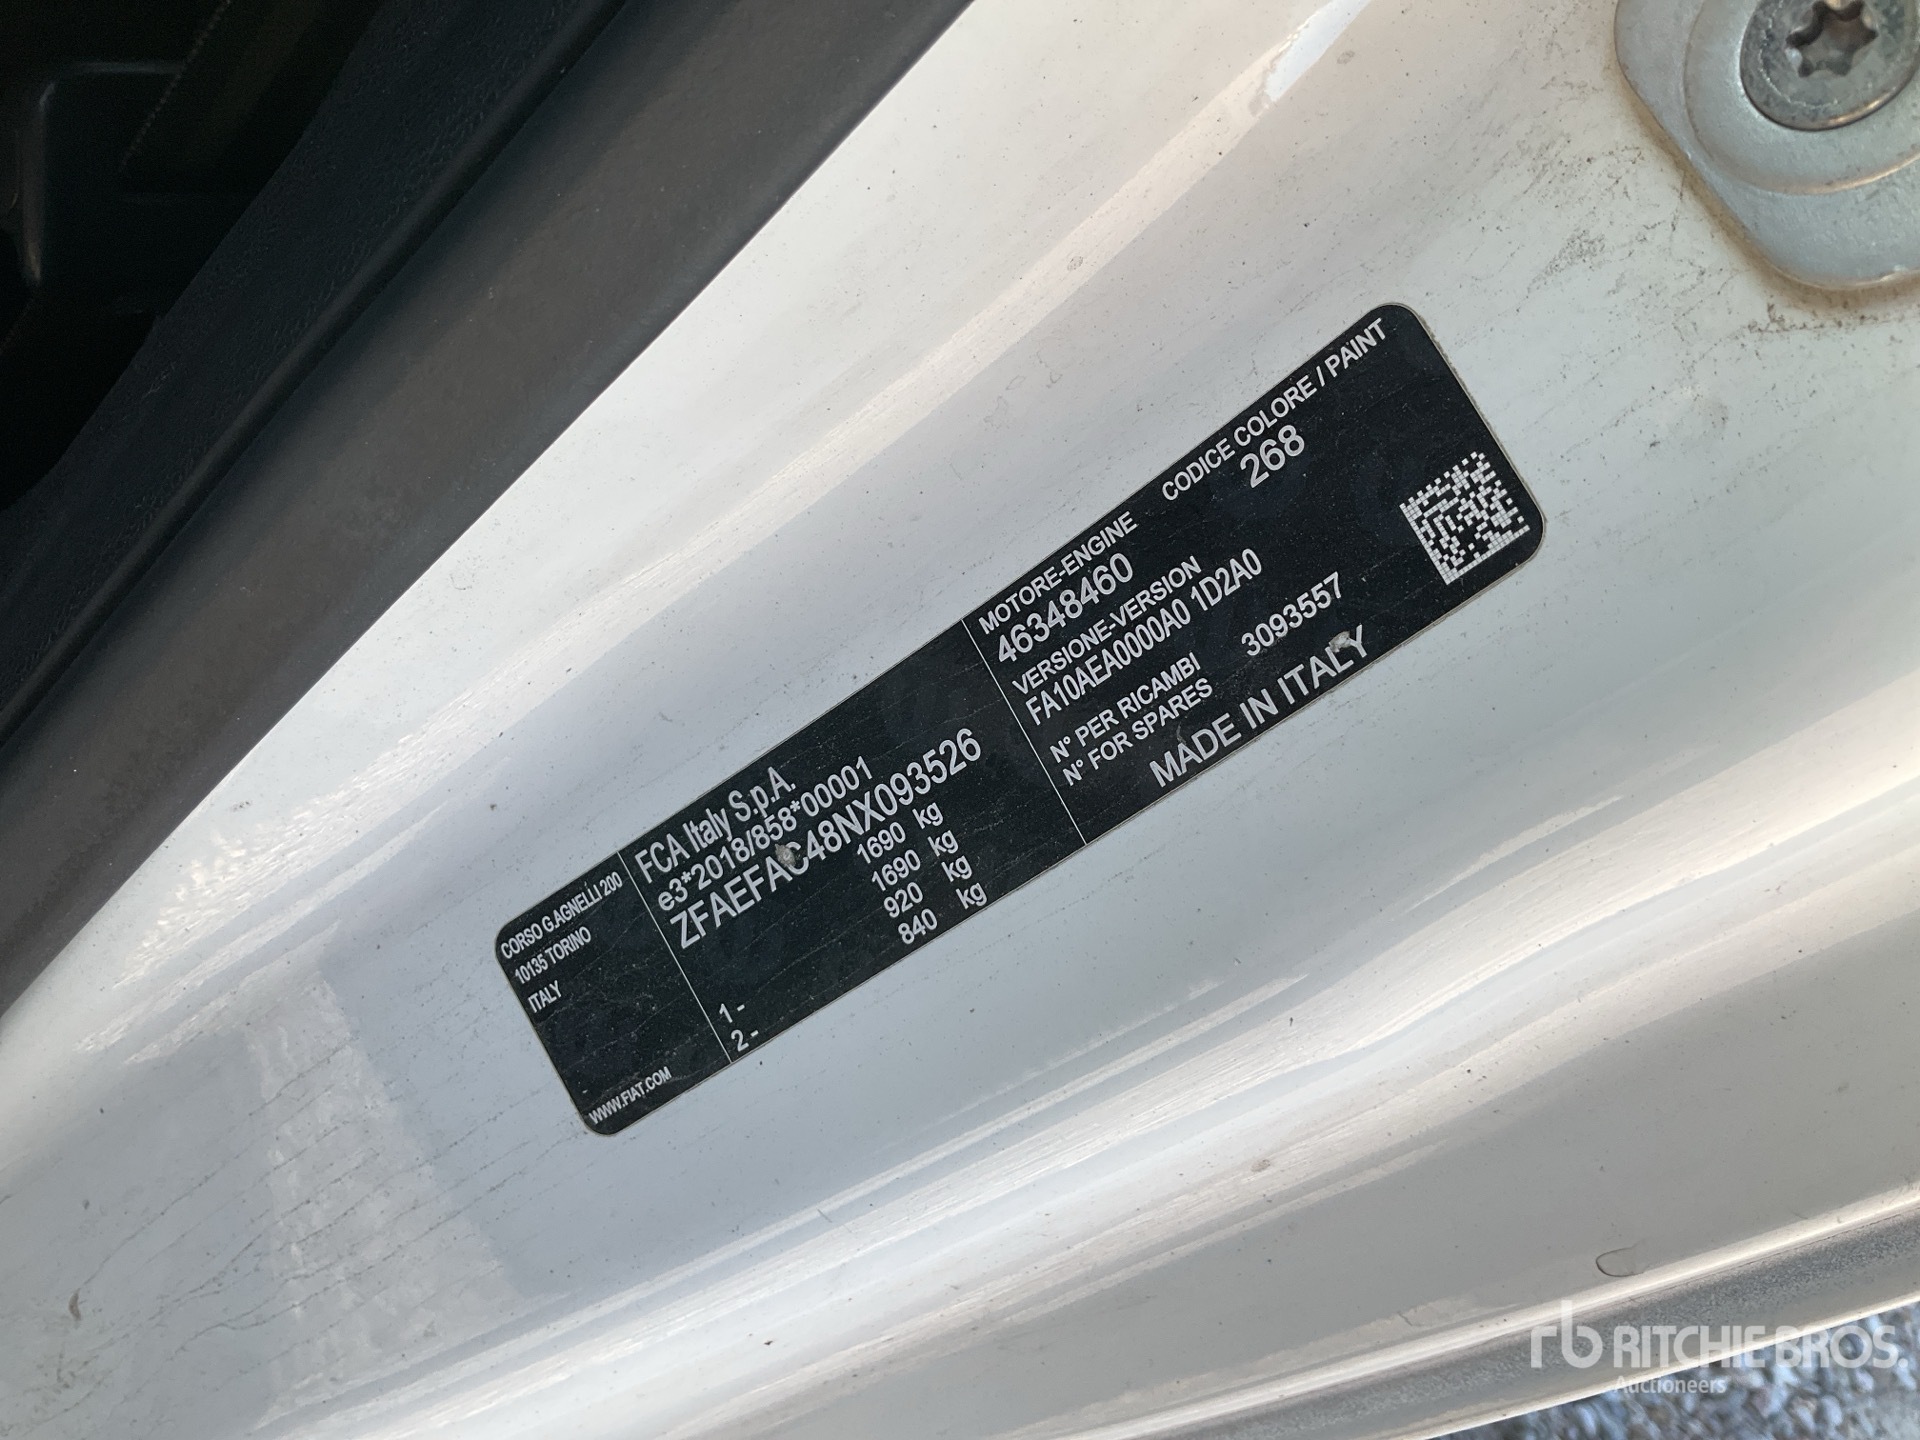 CORSO G.AGNELLI 200
10135 TORINO
ITALY
WWW.FIAT.COM
FCA Italy S.p.A.
e3*2018/858*00001
ZFAEFAC48NX093526
1690 kg
1690 kg
1- 920 kg
2- 840 kg
MOTORE-ENGINE CODICE COLORE / PAINT
46348460 268
VERSIONE-VERSION
FA10AEA0000A0 1D2A0
N° PER RICAMBI
N° FOR SPARES 3093557
MADE IN ITALY
rb RITCHIE BROS.
Auctioneers